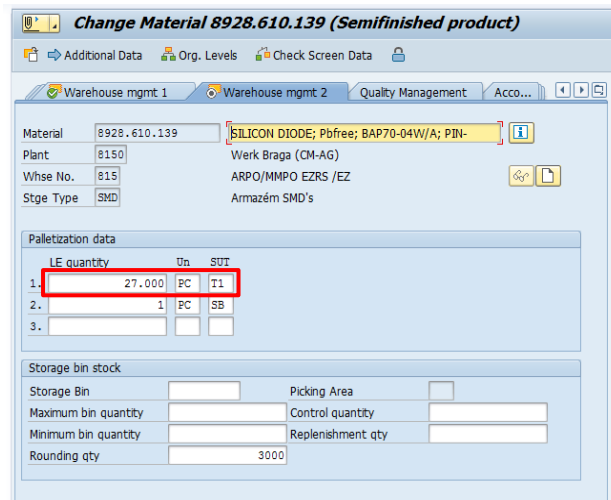 Change Material 8928.610.139 (Semifinished product)
Additional Data Org. Levels Check Screen Data
Warehouse mgmt 1 Warehouse mgmt 2 Quality Management Acco...
Material 8928.610.139 SILICON DIODE; Pbfree; BAP70-04W/A; PIN-
Plant 8150 Werk Braga (CM-AG)
Whse No. 815 ARPO/MMPO EZRS /EZ
Stge Type SMD Armazém SMD's
Palletization data
LE quantity Un SUT
1. 27.000 PC T1
2. 1 PC SB
3.
Storage bin stock
Storage Bin Picking Area
Maximum bin quantity Control quantity
Minimum bin quantity Replenishment qty
Rounding qty 3000